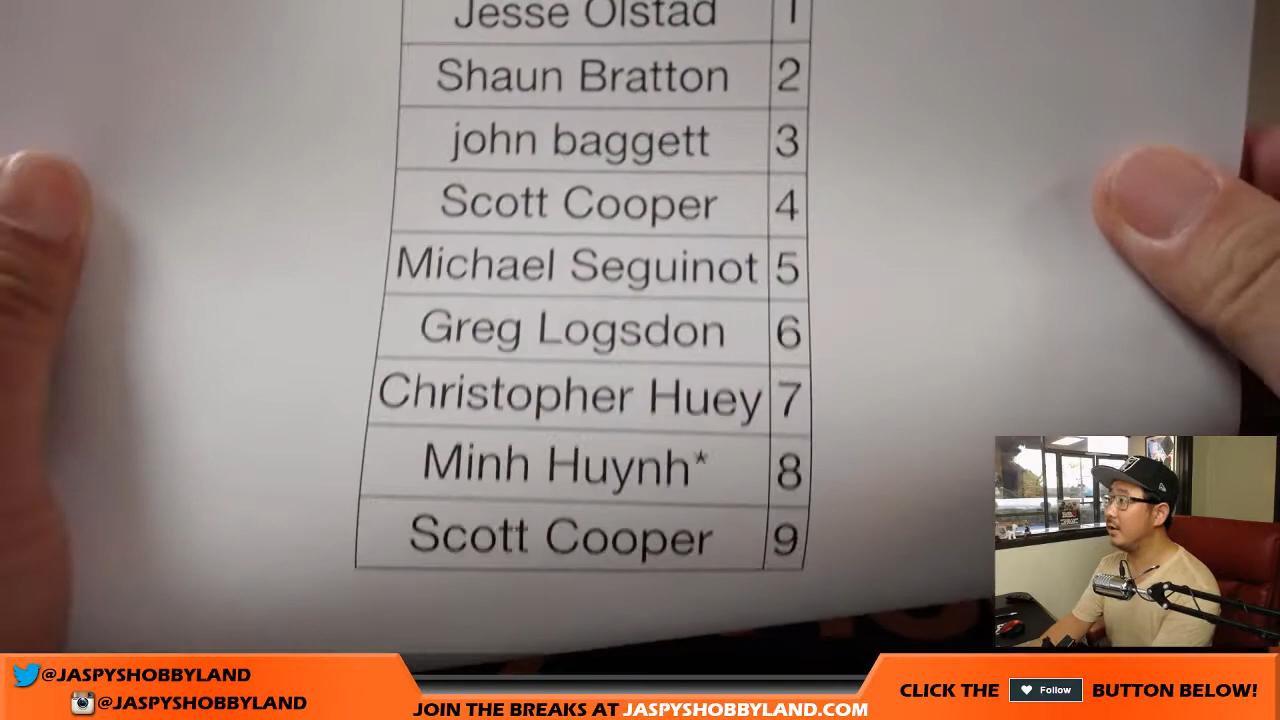 Jesse Olstad 1
Shaun Bratton 2
john baggett 3
Scott Cooper 4
Michael Seguinot 5
Greg Logsdon 6
Christopher Huey 7
Minh Huynh* 8
Scott Cooper 9
@JASPYSHOBBYLAND
@JASPYSHOBBYLAND
JOIN THE BREAKS AT JASPYSHOBBYLAND.COM
CLICK THE Follow BUTTON BELOW!